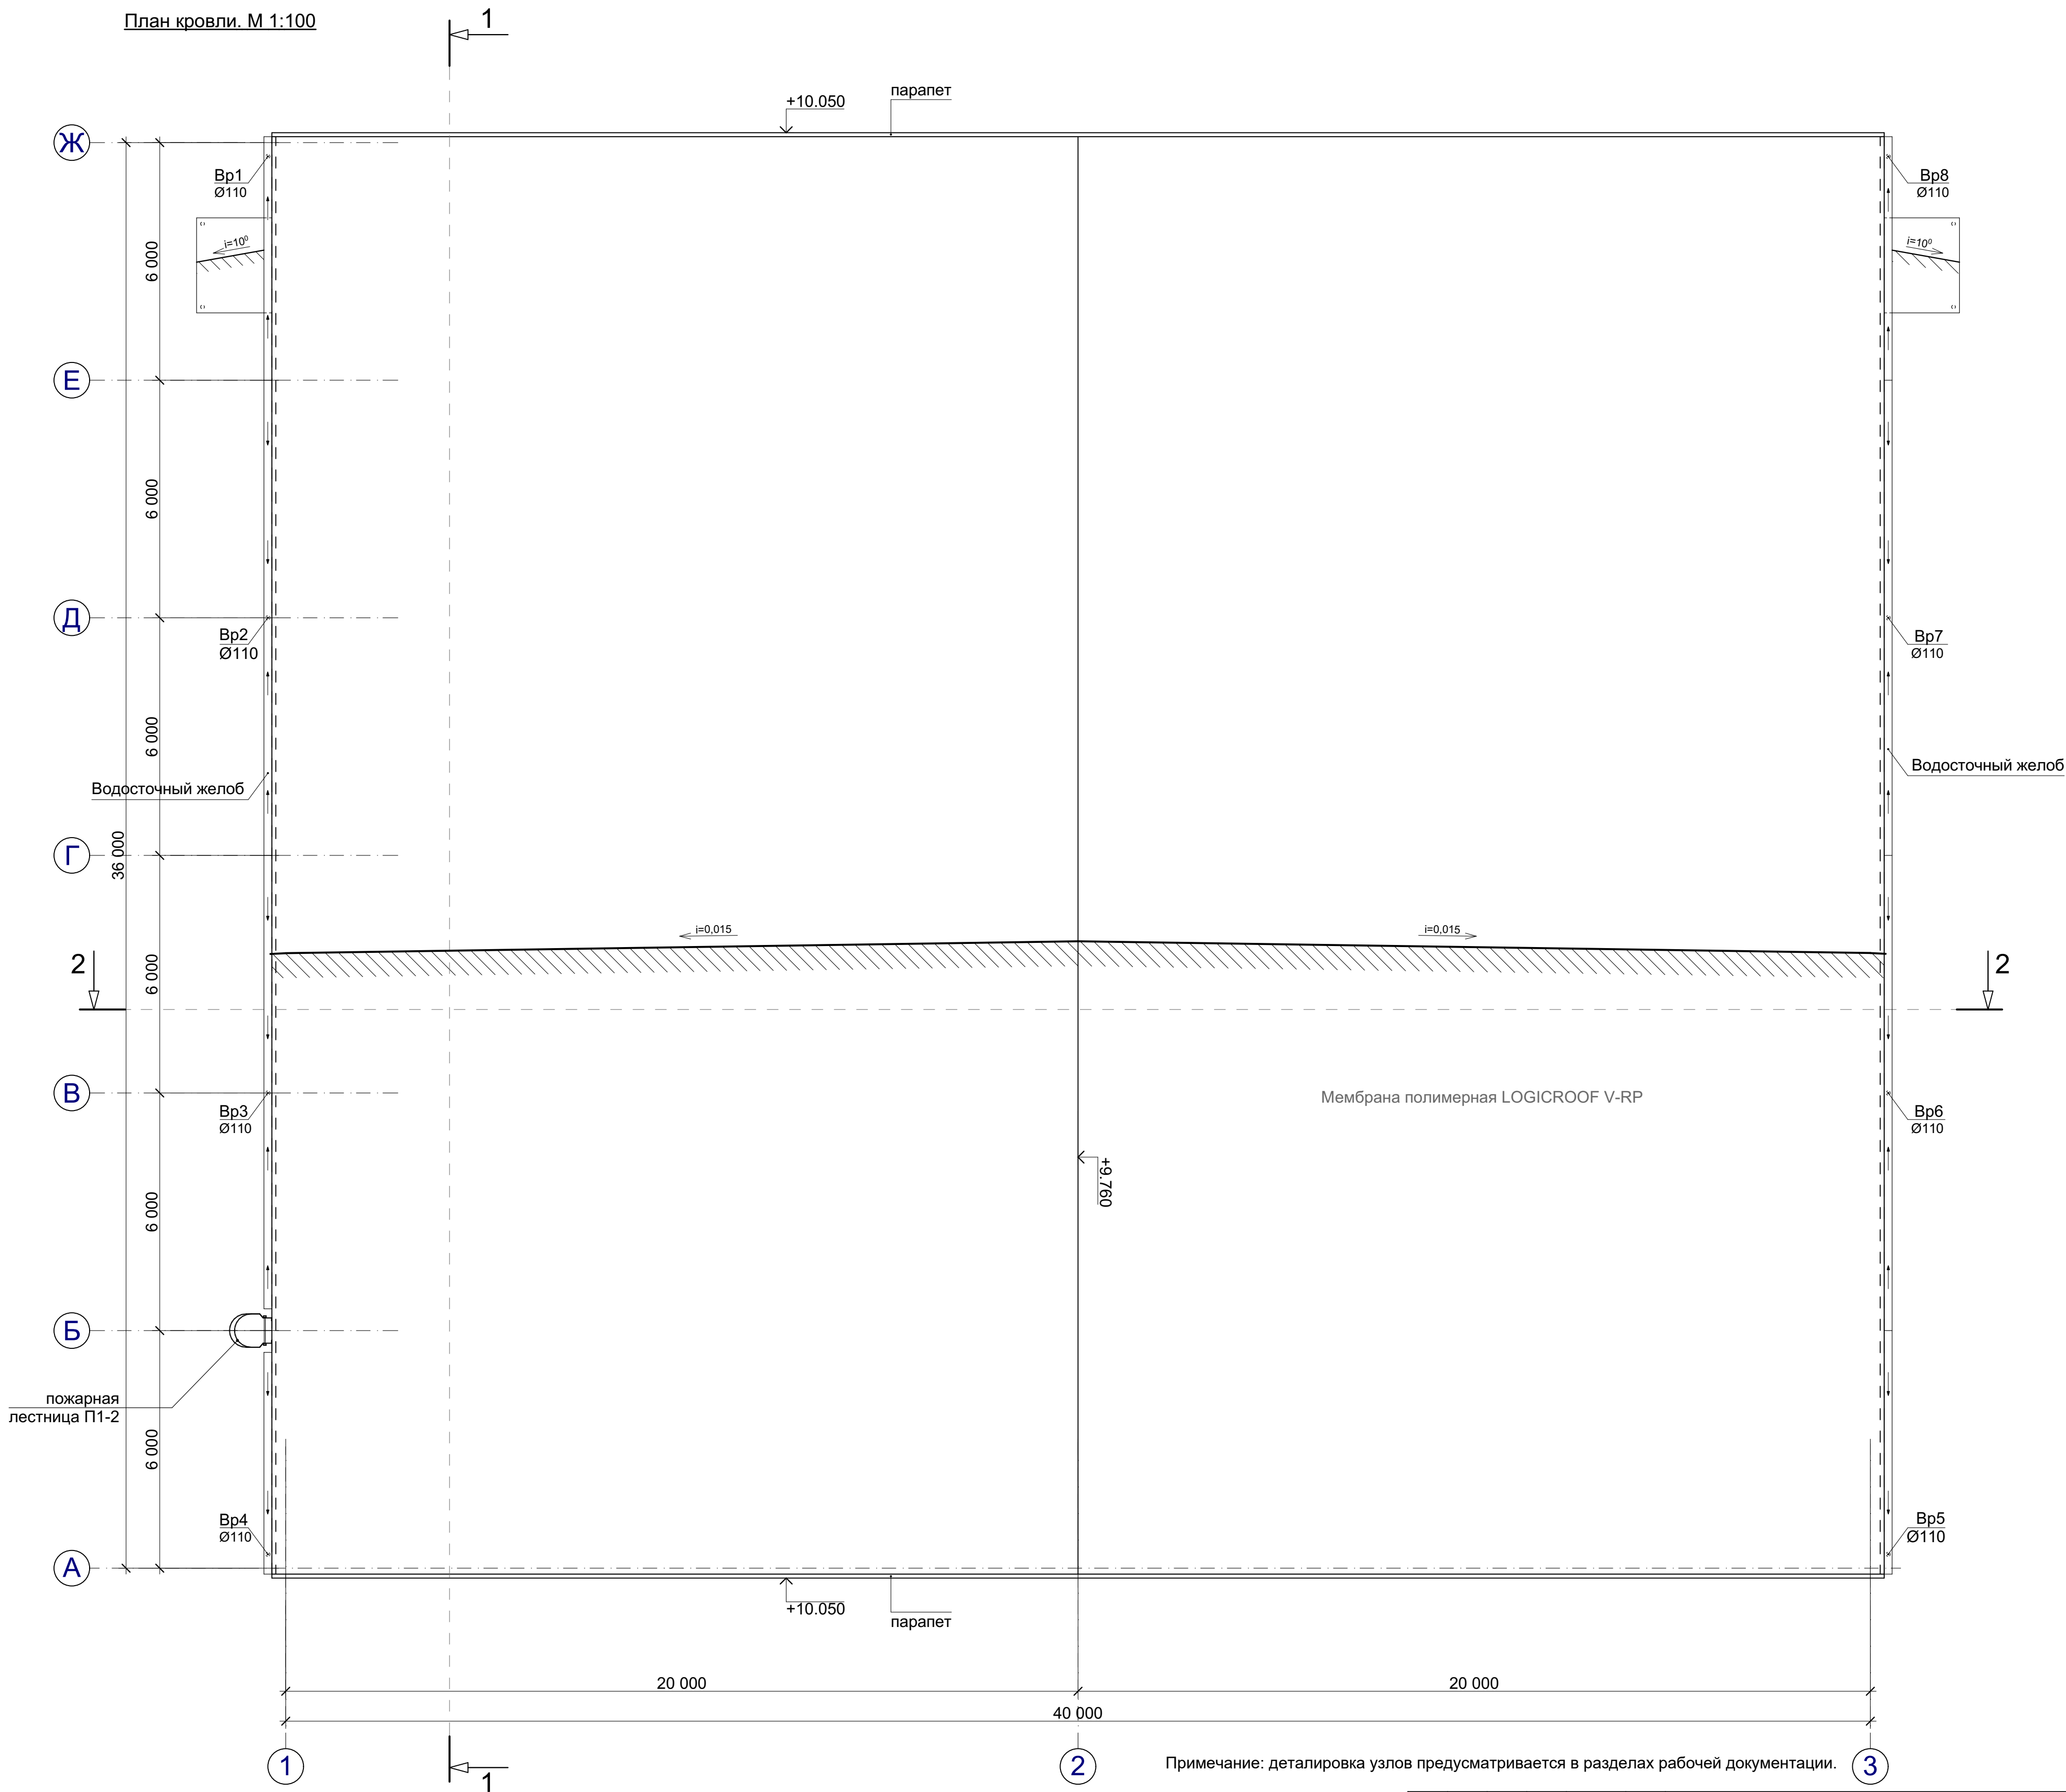 План кровли. М 1:100
1
+10.050
парапет
Ж
Вр1
Ø110
Вр8
Ø110
i=10⁰
i=10⁰
6 000
Е
6 000
Д
Вр2
Ø110
Вр7
Ø110
6 000
Водосточный желоб
Водосточный желоб
36 000
Г
i=0,015
i=0,015
2
2
6 000
В
Вр3
Ø110
Мембрана полимерная LOGICROOF V-RP
Вр6
Ø110
+9.760
6 000
Б
пожарная
лестница П1-2
6 000
Вр4
Ø110
Вр5
Ø110
А
+10.050
парапет
20 000
20 000
40 000
1
2
3
Примечание: деталировка узлов предусматривается в разделах рабочей документации.
1